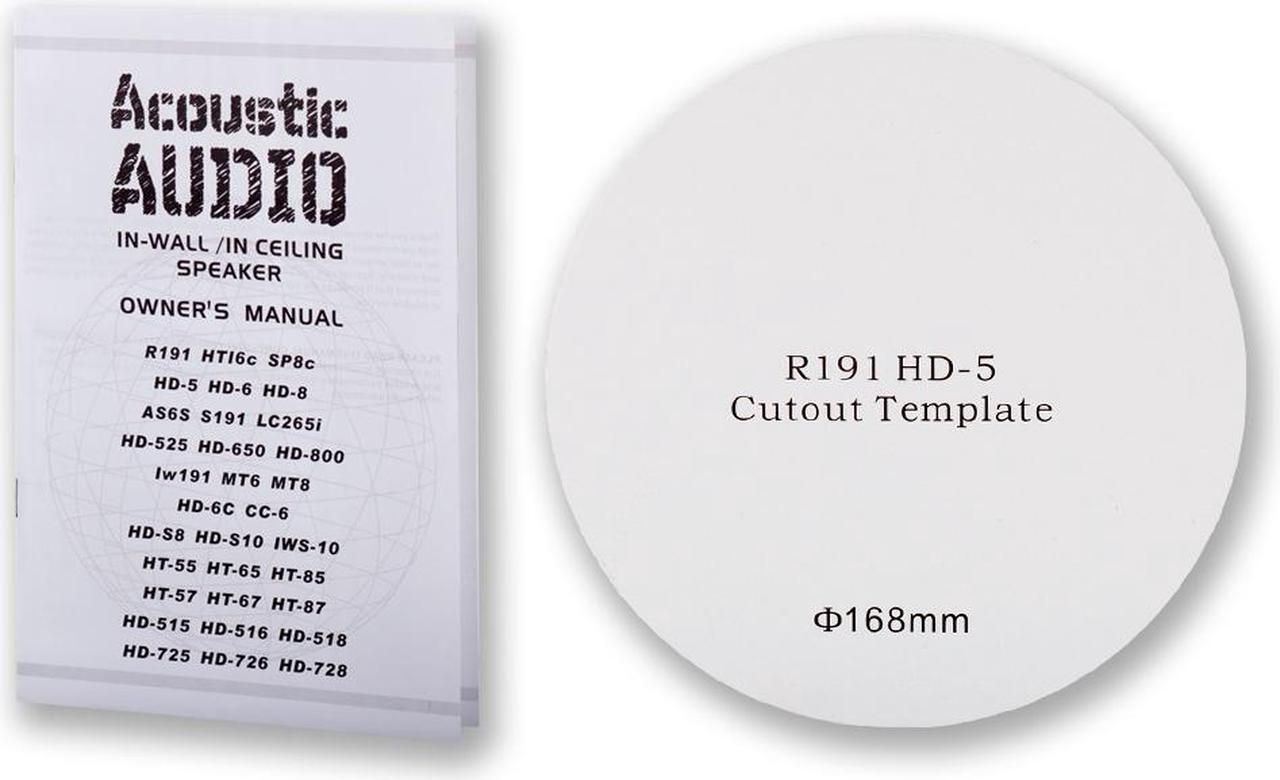 Acoustic
AUDIO
IN-WALL /IN CEILING
SPEAKER
OWNER'S MANUAL
R191 HTI6c SP8c
HD-5 HD-6 HD-8
AS6S S191 LC265i
HD-525 HD-650 HD-800
Iw191 MT6 MT8
HD-6C CC-6
HD-S8 HD-S10 IWS-10
HT-55 HT-65 HT-85
HT-57 HT-67 HT-87
HD-515 HD-516 HD-518
HD-725 HD-726 HD-728
R191 HD-5
Cutout Template
Φ168mm